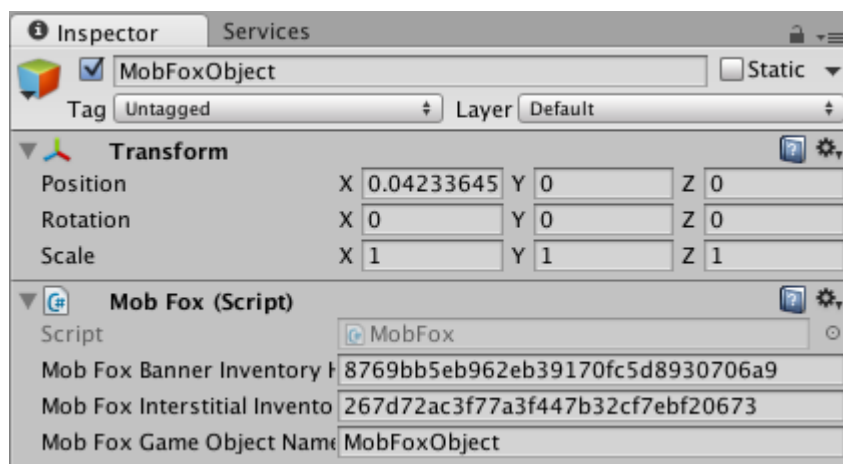 Inspector Services
MobFoxObject Static
Tag Untagged Layer Default
Transform
Position X 0.04233645 Y 0 Z 0
Rotation X 0 Y 0 Z 0
Scale X 1 Y 1 Z 1
C# Mob Fox (Script)
Script C# MobFox
Mob Fox Banner Inventory H 8769bb5eb962eb39170fc5d8930706a9
Mob Fox Interstitial Invento 267d72ac3f77a3f447b32cf7ebf20673
Mob Fox Game Object Name MobFoxObject